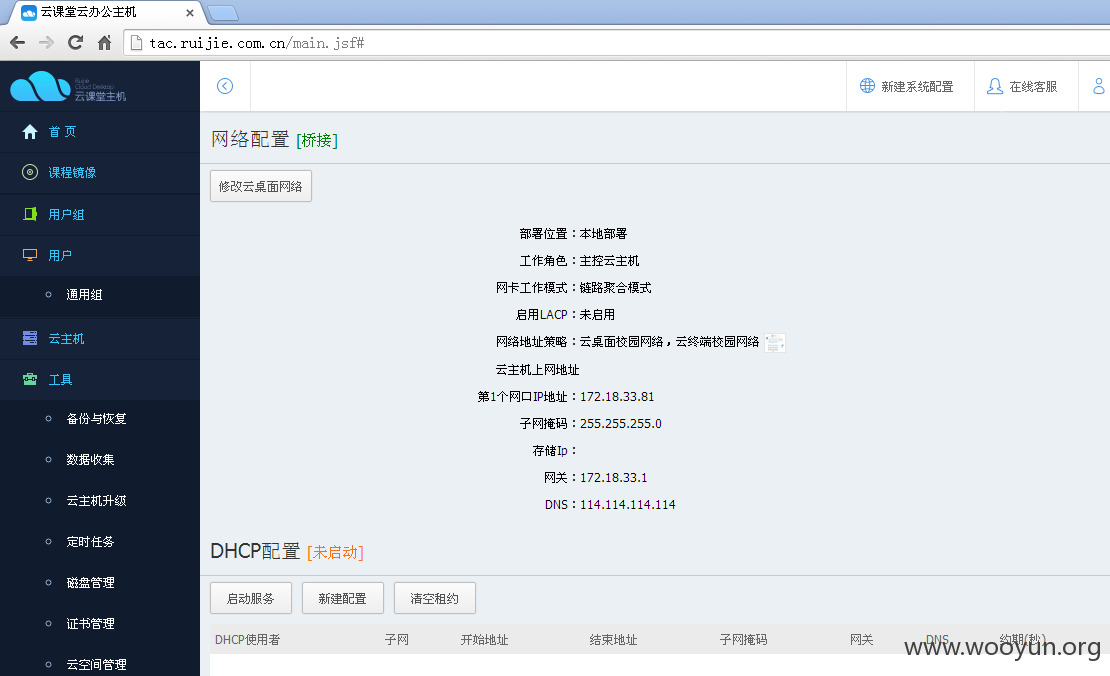 云课堂云办公主机
tac.ruijie.com.cn/main.jsf#
Ruijie
Cloud Desktop
云课堂主机
新建系统配置
在线客服
首 页
课程镜像
用户组
用户
通用组
云主机
工具
备份与恢复
数据收集
云主机升级
定时任务
磁盘管理
证书管理
云空间管理
网络配置 [桥接]
修改云桌面网络
部署位置：本地部署
工作角色：主控云主机
网卡工作模式：链路聚合模式
启用LACP：未启用
网络地址策略：云桌面校园网络，云终端校园网络
云主机上网地址
第1个网口IP地址：172.18.33.81
子网掩码：255.255.255.0
存储Ip：
网关：172.18.33.1
DNS：114.114.114.114
DHCP配置 [未启动]
启动服务 新建配置 清空租约
DHCP使用者 子网 开始地址 结束地址 子网掩码 网关 DNS 约期(秒)
www.wooyun.org